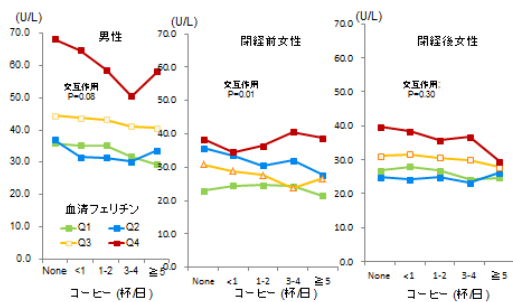 (U/L)
男性
70.0
60.0
50.0
40.0
30.0
20.0
10.0
0.0
交互作用
P=0.08
血清フェリチン
Q1
Q2
Q3
Q4
None
<1
1-2
3-4
≧5
コーヒー (杯/日)
(U/L)
閉経前女性
70.0
60.0
50.0
40.0
30.0
20.0
10.0
0.0
交互作用
P=0.01
None
<1
1-2
3-4
≧5
コーヒー (杯/日)
(U/L)
閉経後女性
70.0
60.0
50.0
40.0
30.0
20.0
10.0
0.0
交互作用:
P=0.30
None
<1
1-2
3-4
≧5
コーヒー (杯/日)